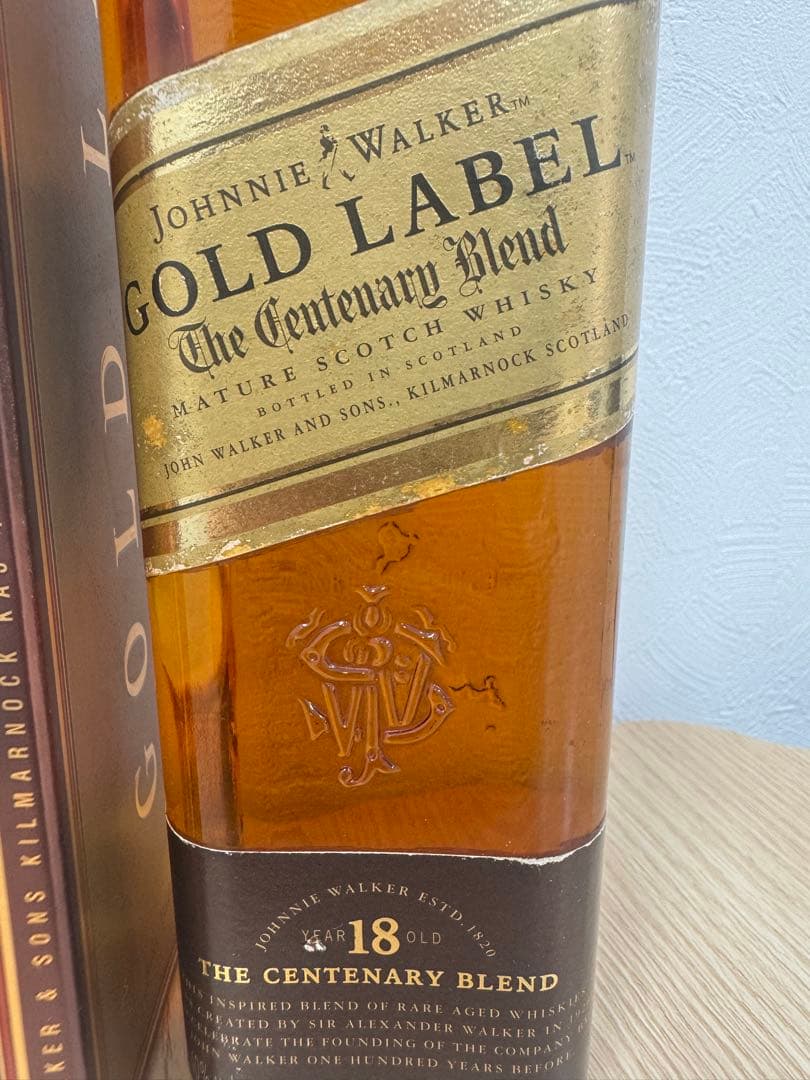 JOHNNIE WALKER™
GOLD LABEL™
The Centenary Blend
MATURE SCOTCH WHISKY
BOTTLED IN SCOTLAND
JOHN WALKER AND SONS., KILMARNOCK SCOTLAND
JOHNNIE WALKER ESTD. 1820
YEAR 18 OLD
THE CENTENARY BLEND
INSPIRED BLEND OF RARE AGED WHISKIES
CREATED BY SIR ALEXANDER WALKER IN
CELEBRATE THE FOUNDING OF THE COMPANY BY
JOHN WALKER ONE HUNDRED YEARS BEFORE
GOLD L
& SONS KILMARNOCK